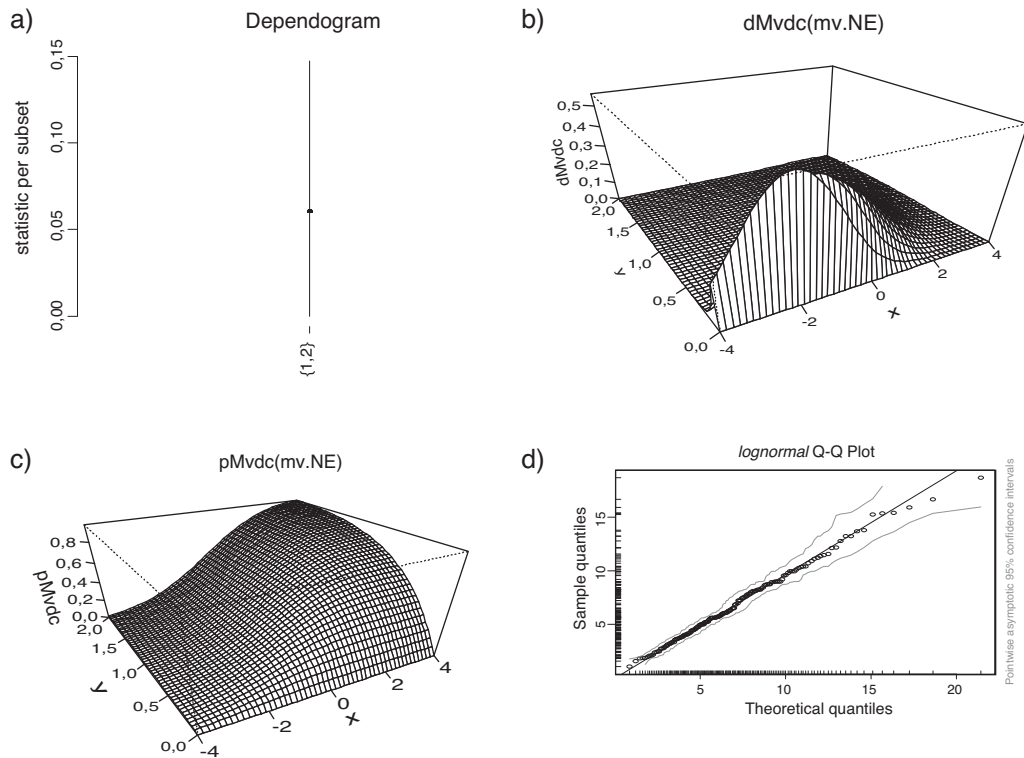 a)
Dependogram
statistic per subset
0,15
0,10
0,05
0,00
{1,2}
b)
dMvdc(mv.NE)
dMvdc
0,5
0,4
0,3
0,2
0,1
0,0
2,0
1,5
1,0
0,5
0,0
y
-4
-2
0
2
4
x
c)
pMvdc(mv.NE)
pMvdc
0,8
0,6
0,4
0,2
0,0
2,0
1,5
1,0
0,5
0,0
y
-4
-2
0
2
4
x
d)
lognormal Q-Q Plot
Sample quantiles
15
10
5
5
10
15
20
Theoretical quantiles
Pointwise asymptotic 95% confidence intervals